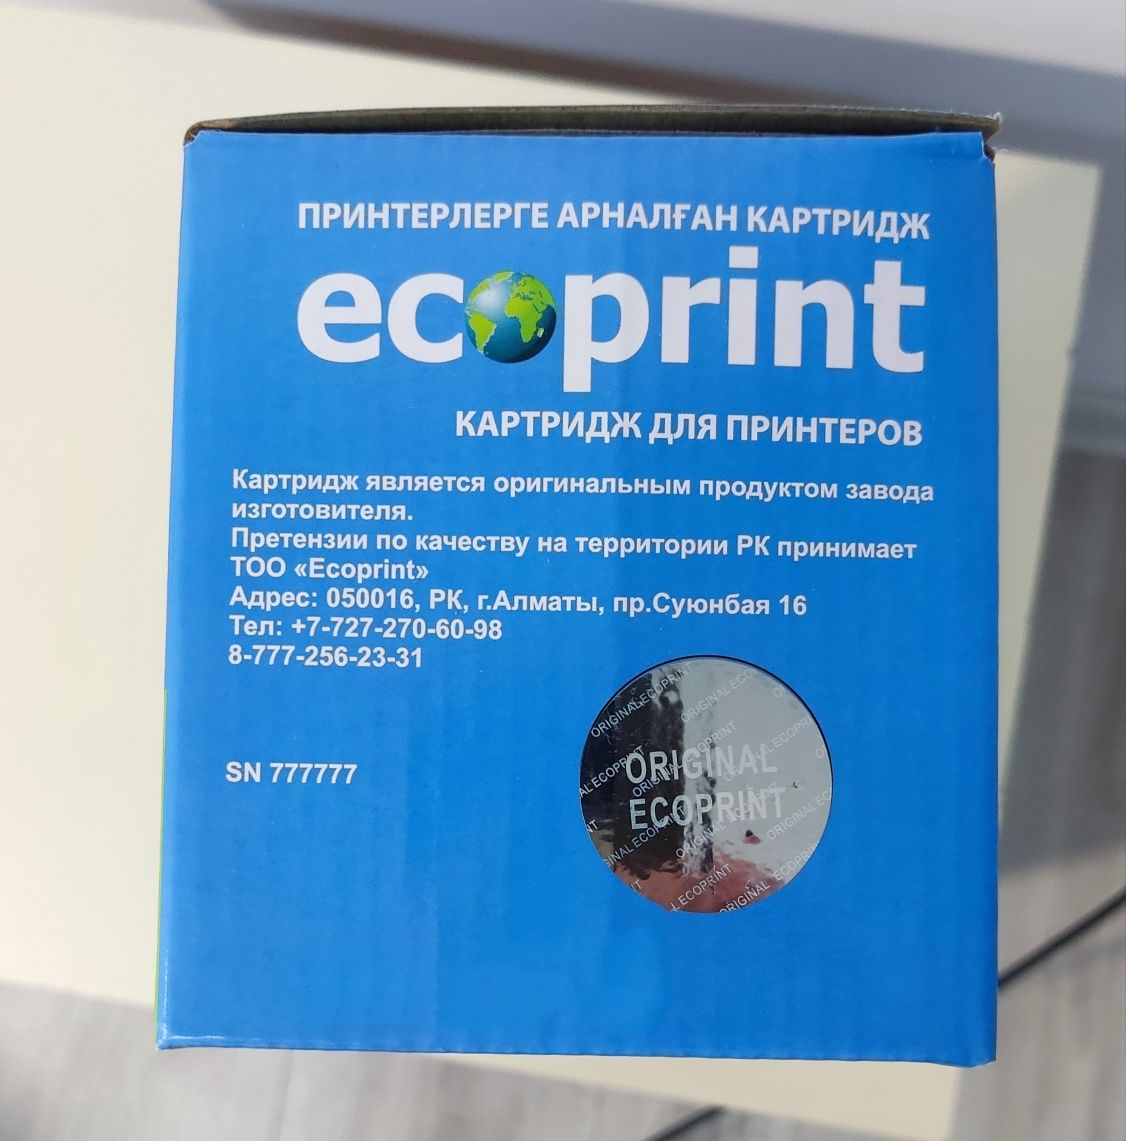 ПРИНТЕРЛЕРГЕ АРНАЛҒАН КАРТРИДЖ
ecoprint
КАРТРИДЖ ДЛЯ ПРИНТЕРОВ
Картридж является оригинальным продуктом завода
изготовителя.
Претензии по качеству на территории РК принимает
ТОО «Ecoprint»
Адрес: 050016, РК, г.Алматы, пр.Суюнбая 16
Тел: +7-727-270-60-98
8-777-256-23-31
SN 777777
ORIGINAL
ECOPRINT